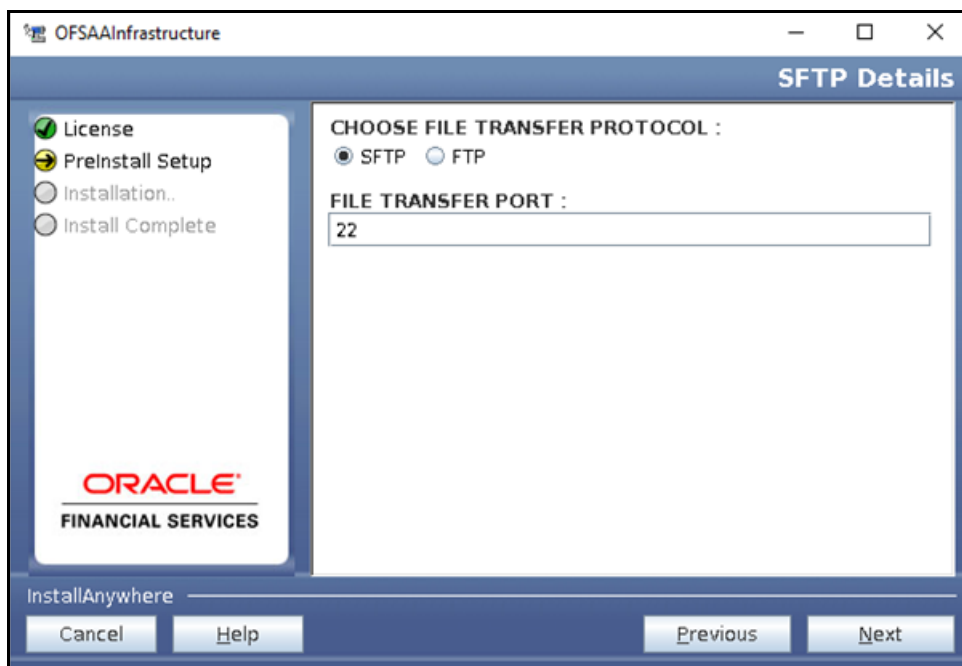 OFSAAInfrastructure
SFTP Details
License
PreInstall Setup
Installation..
Install Complete
CHOOSE FILE TRANSFER PROTOCOL :
SFTP FTP
FILE TRANSFER PORT :
22
ORACLE
FINANCIAL SERVICES
InstallAnywhere
Cancel Help Previous Next